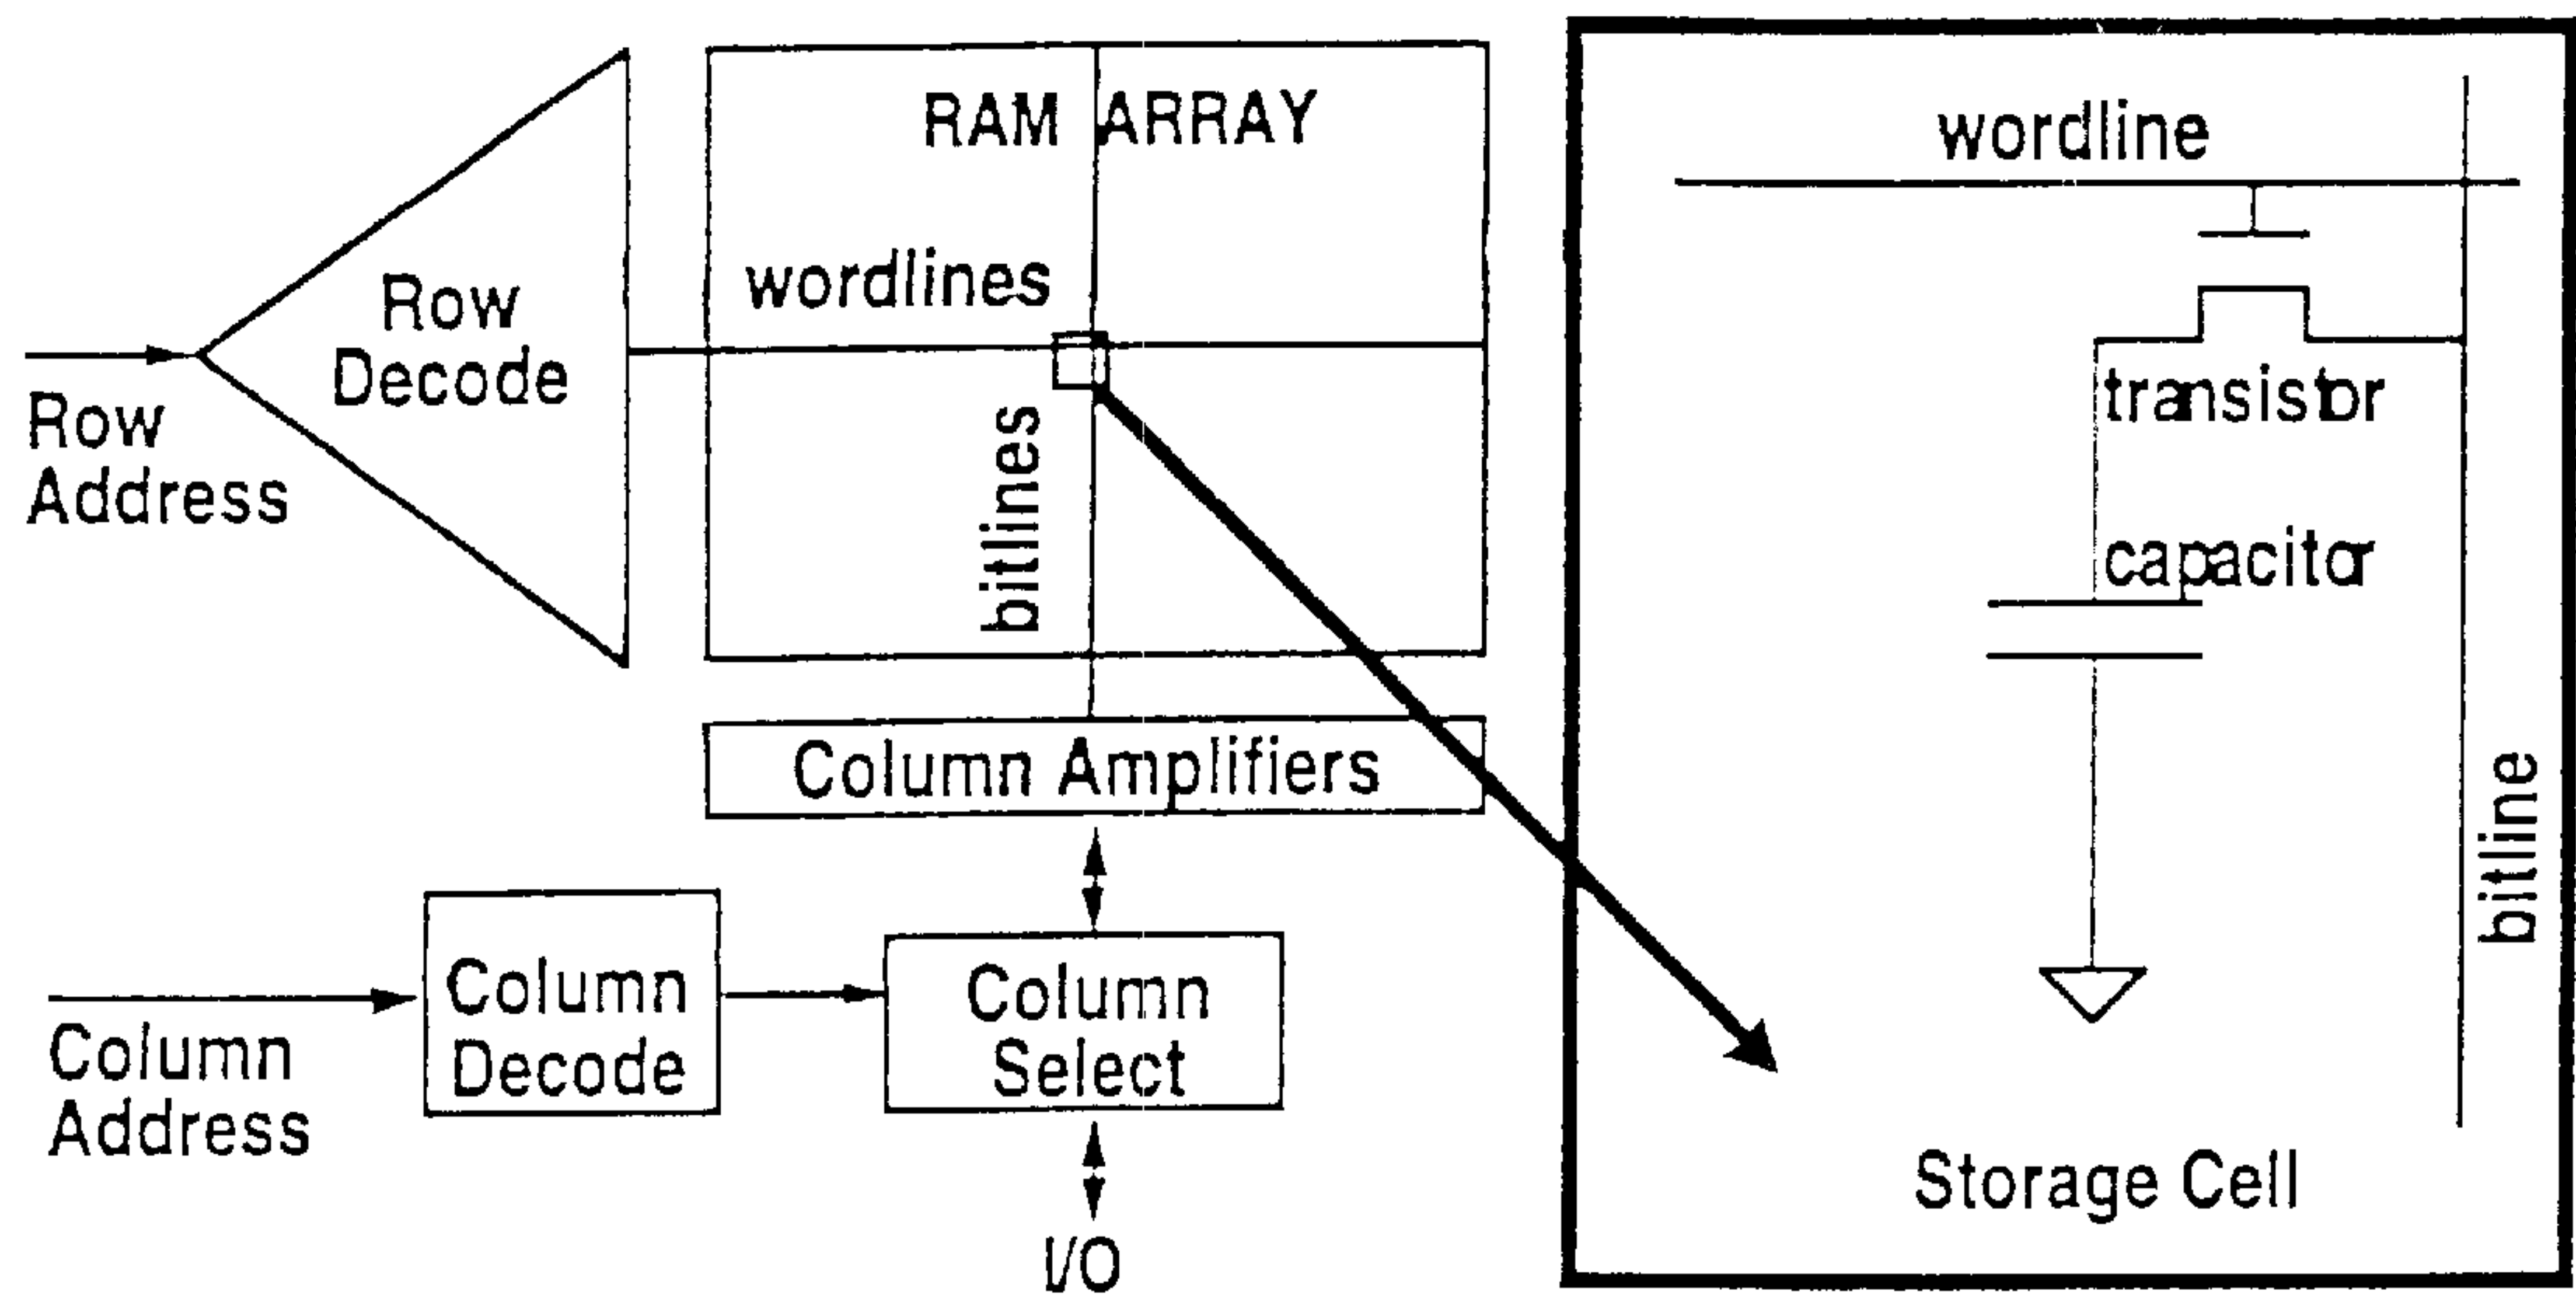 RAM ARRAY
wordlines
Row
Decode
Row
Address
bitlines
Column Amplifiers
Column
Decode
Column
Select
Column
Address
I/O
wordline
transistor
capacitor
bitline
Storage Cell